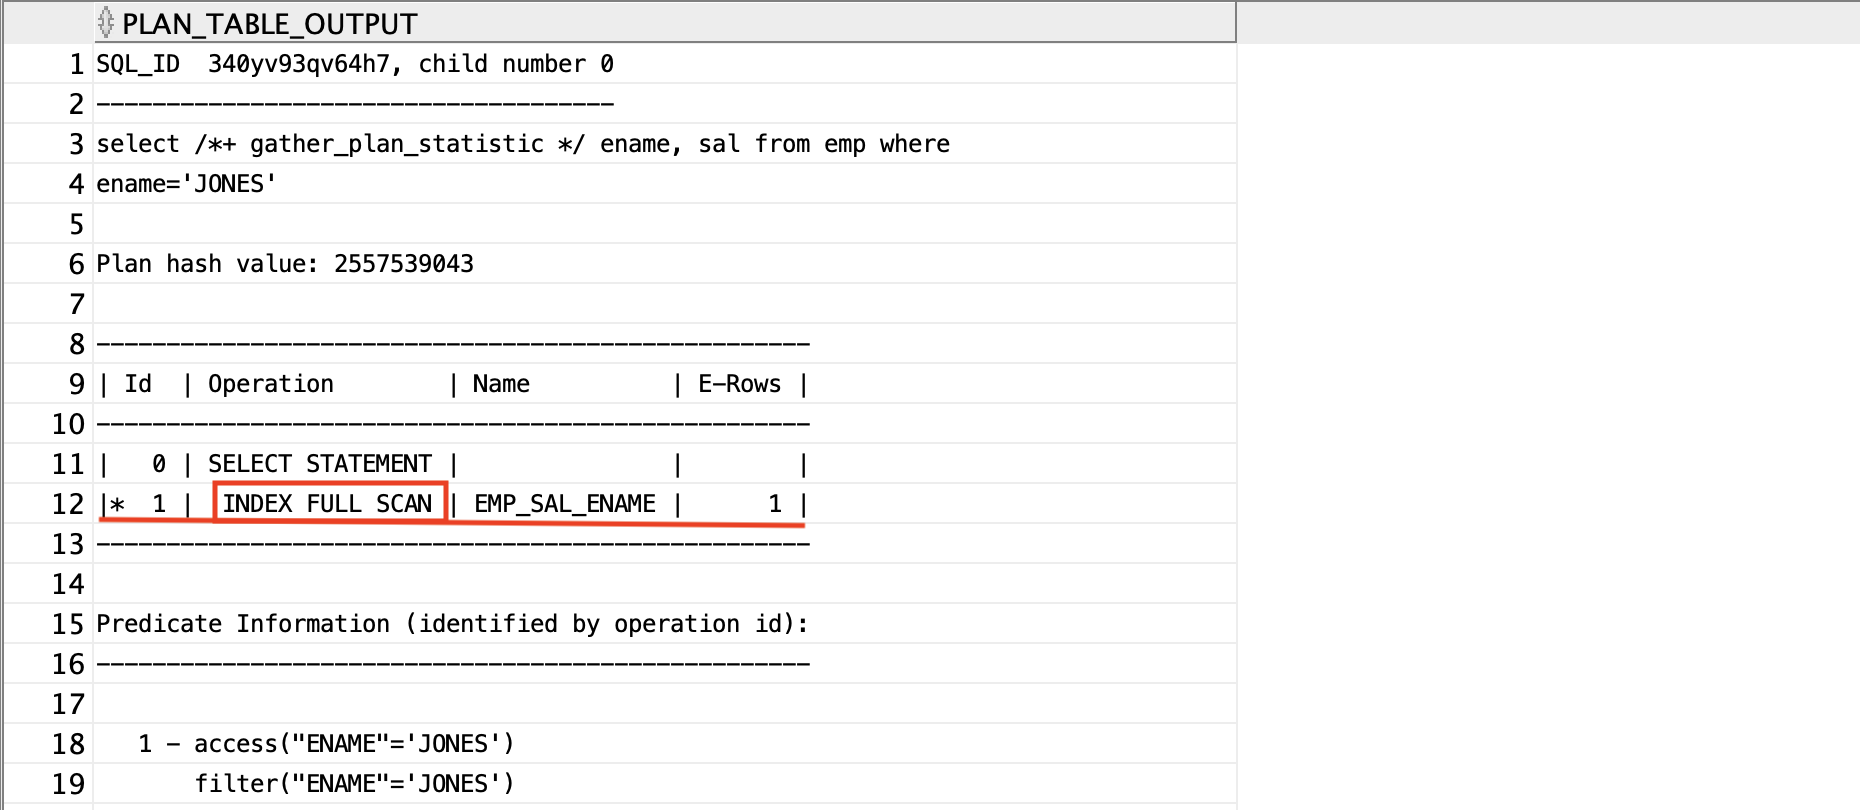 PLAN_TABLE_OUTPUT
1 SQL_ID  340yv93qv64h7, child number 0
2 -------------------------------------
3 select /*+ gather_plan_statistic */ ename, sal from emp where
4 ename='JONES'
5
6 Plan hash value: 2557539043
7
8 ---------------------------------------------------
9 | Id  | Operation        | Name           | E-Rows |
10 ---------------------------------------------------
11 |   0 | SELECT STATEMENT |               |        |
12 |*  1 |  INDEX FULL SCAN | EMP_SAL_ENAME |      1 |
13 ---------------------------------------------------
14
15 Predicate Information (identified by operation id):
16 ---------------------------------------------------
17
18    1 - access("ENAME"='JONES')
19        filter("ENAME"='JONES')